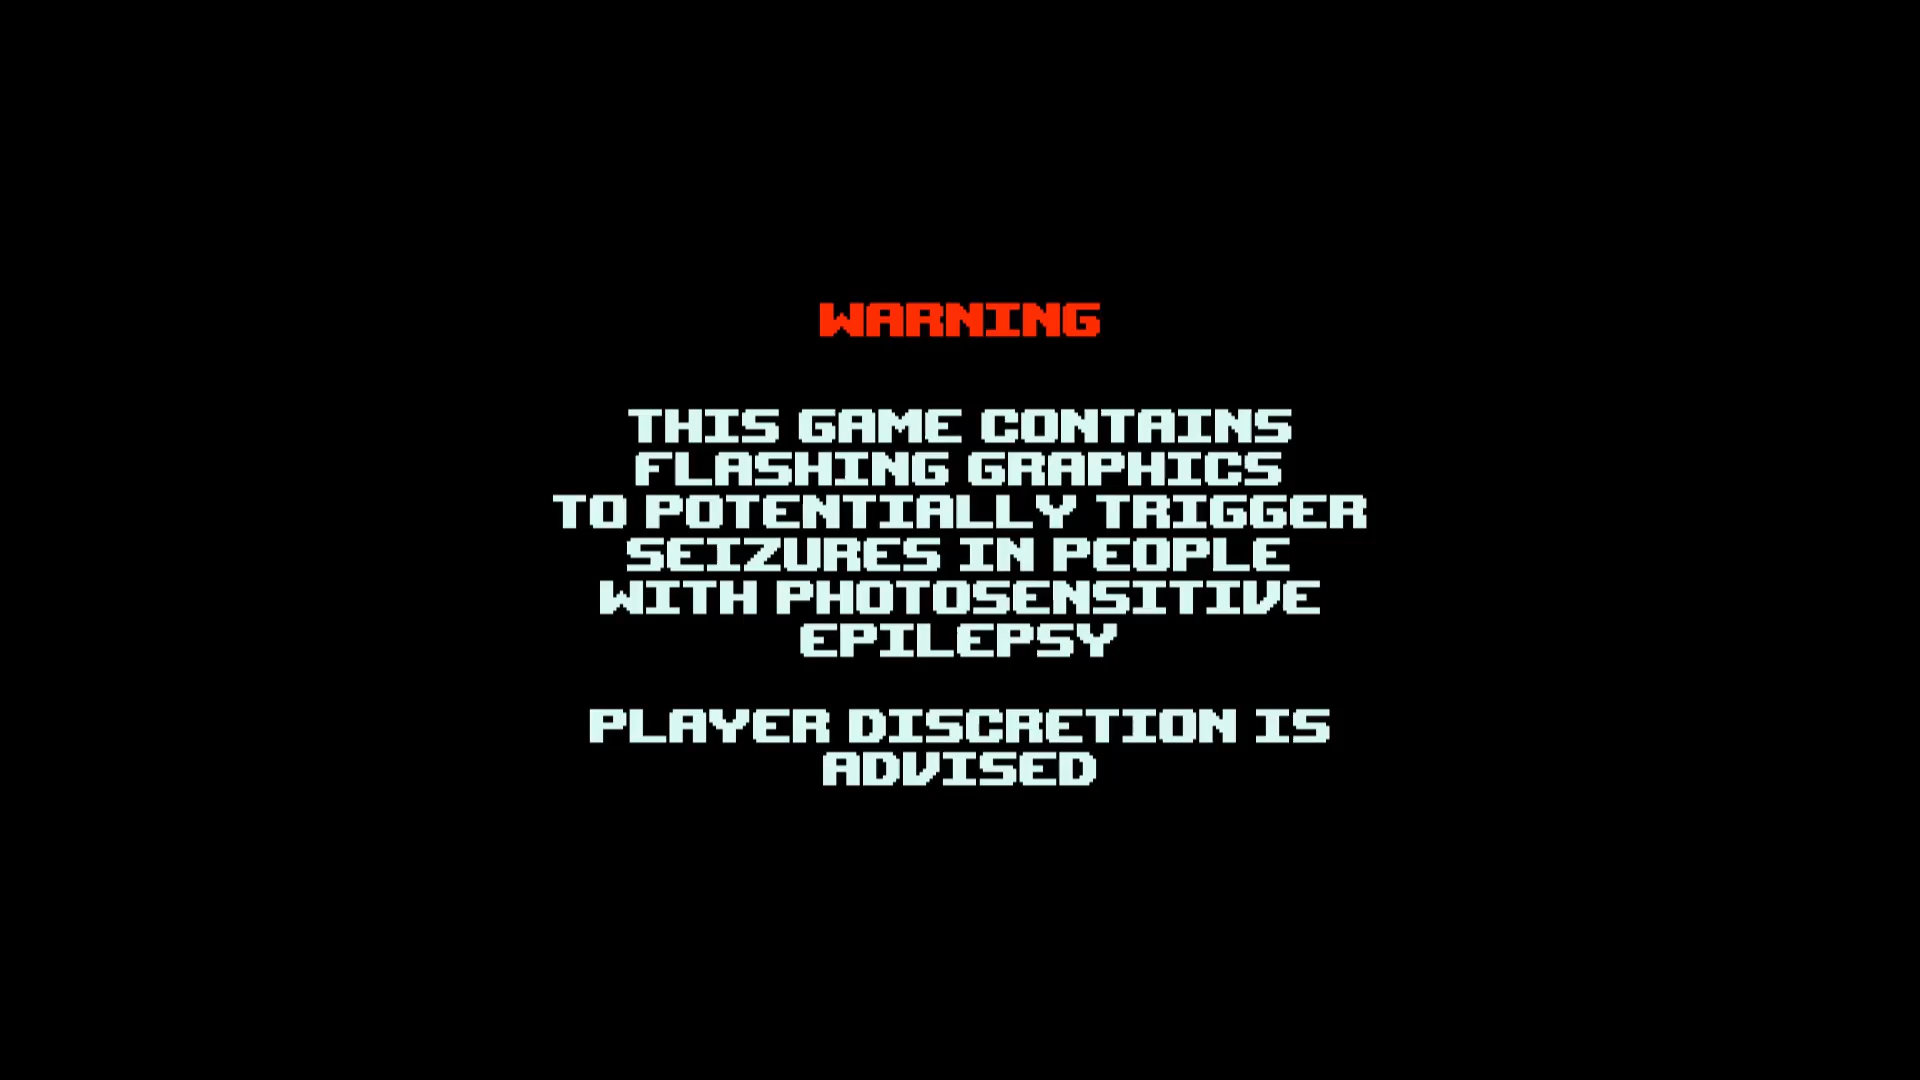 WARNING
THIS GAME CONTAINS
FLASHING GRAPHICS
TO POTENTIALLY TRIGGER
SEIZURES IN PEOPLE
WITH PHOTOSENSITIVE
EPILEPSY
PLAYER DISCRETION IS
ADVISED